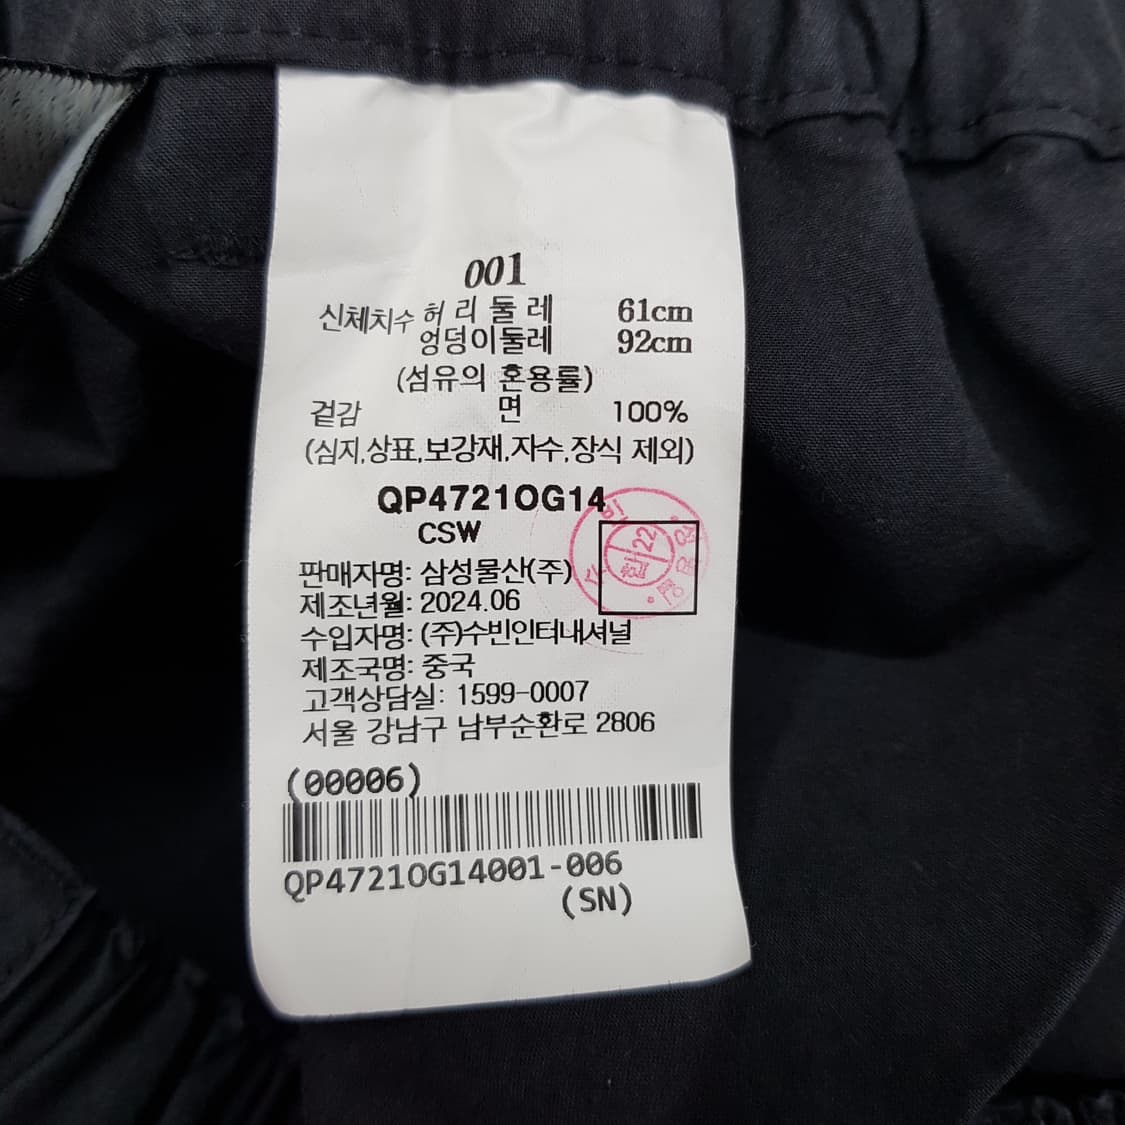 001
신체치수 허리둘레 61cm
엉덩이둘레 92cm
(섬유의 혼용률)
겉감 면 100%
(심지,상표,보강재,자수,장식 제외)
QP4721OG14
CSW
판매자명: 삼성물산(주)
제조년월: 2024.06
수입자명: (주)수빈인터내셔널
제조국명: 중국
고객상담실: 1599-0007
서울 강남구 남부순환로 2806
(00006)
QP4721OG14001-006
(SN)
22